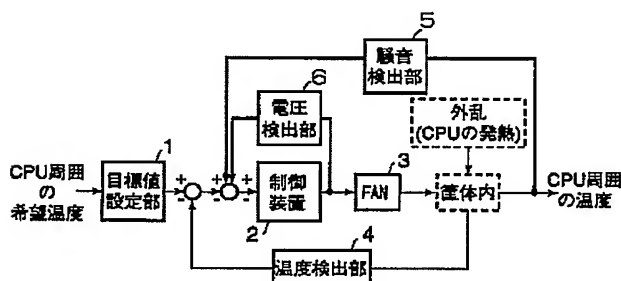 5
騒音
検出部
6
電圧
検出部
外乱
(CPUの発熱)
1
CPU周囲
の
希望温度
目標値
設定部
+
-
+
-
+
-
制御
装置
2
3
FAN
筐体内
CPU周囲
の温度
4
温度検出部